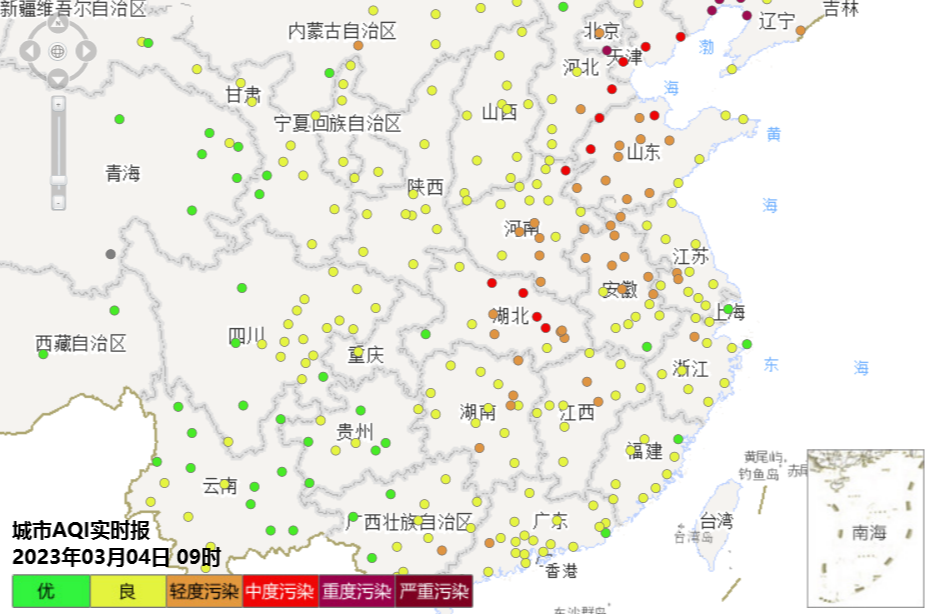 新疆维吾尔自治区
吉林
内蒙古自治区
北京
辽宁
天津
渤
河北
甘肃
海
宁夏回族自治区
山西
黄
山东
青海
陕西
海
河南
江苏
安徽
湖北
上海
西藏自治区
四川
重庆
浙江
东
海
湖南
江西
贵州
福建
黄尾屿
钓鱼岛
赤尾
云南
广西壮族自治区
广东
台湾
台湾岛
南海
香港
东沙群岛
城市AQI实时报
2023年03月04日 09时
优 良 轻度污染 中度污染 重度污染 严重污染